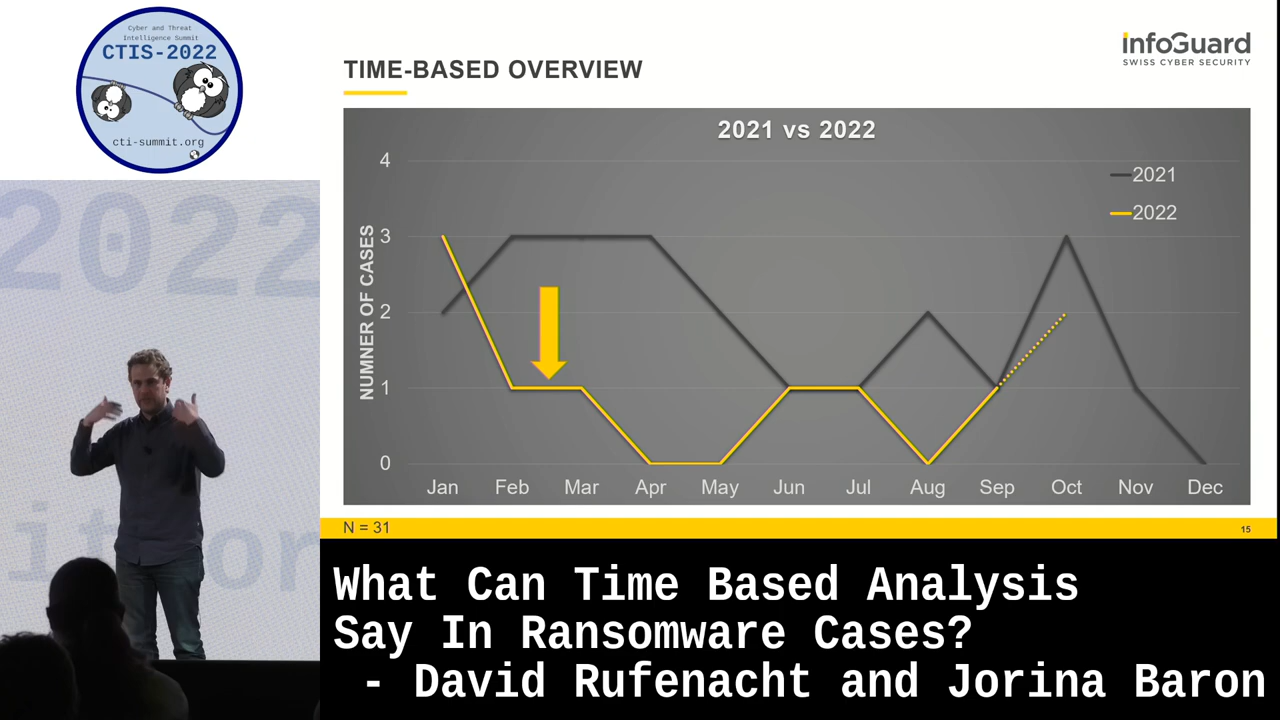 Cyber and Threat
Intelligence Summit
CTIS-2022
cti-summit.org
TIME-BASED OVERVIEW
infoGuard
SWISS CYBER SECURITY
2021 vs 2022
4
3
2
1
0
NUMNER OF CASES
2021
2022
Jan Feb Mar Apr May Jun Jul Aug Sep Oct Nov Dec
N = 31
15
2022
What Can Time Based Analysis
Say In Ransomware Cases?
- David Rufenacht and Jorina Baron